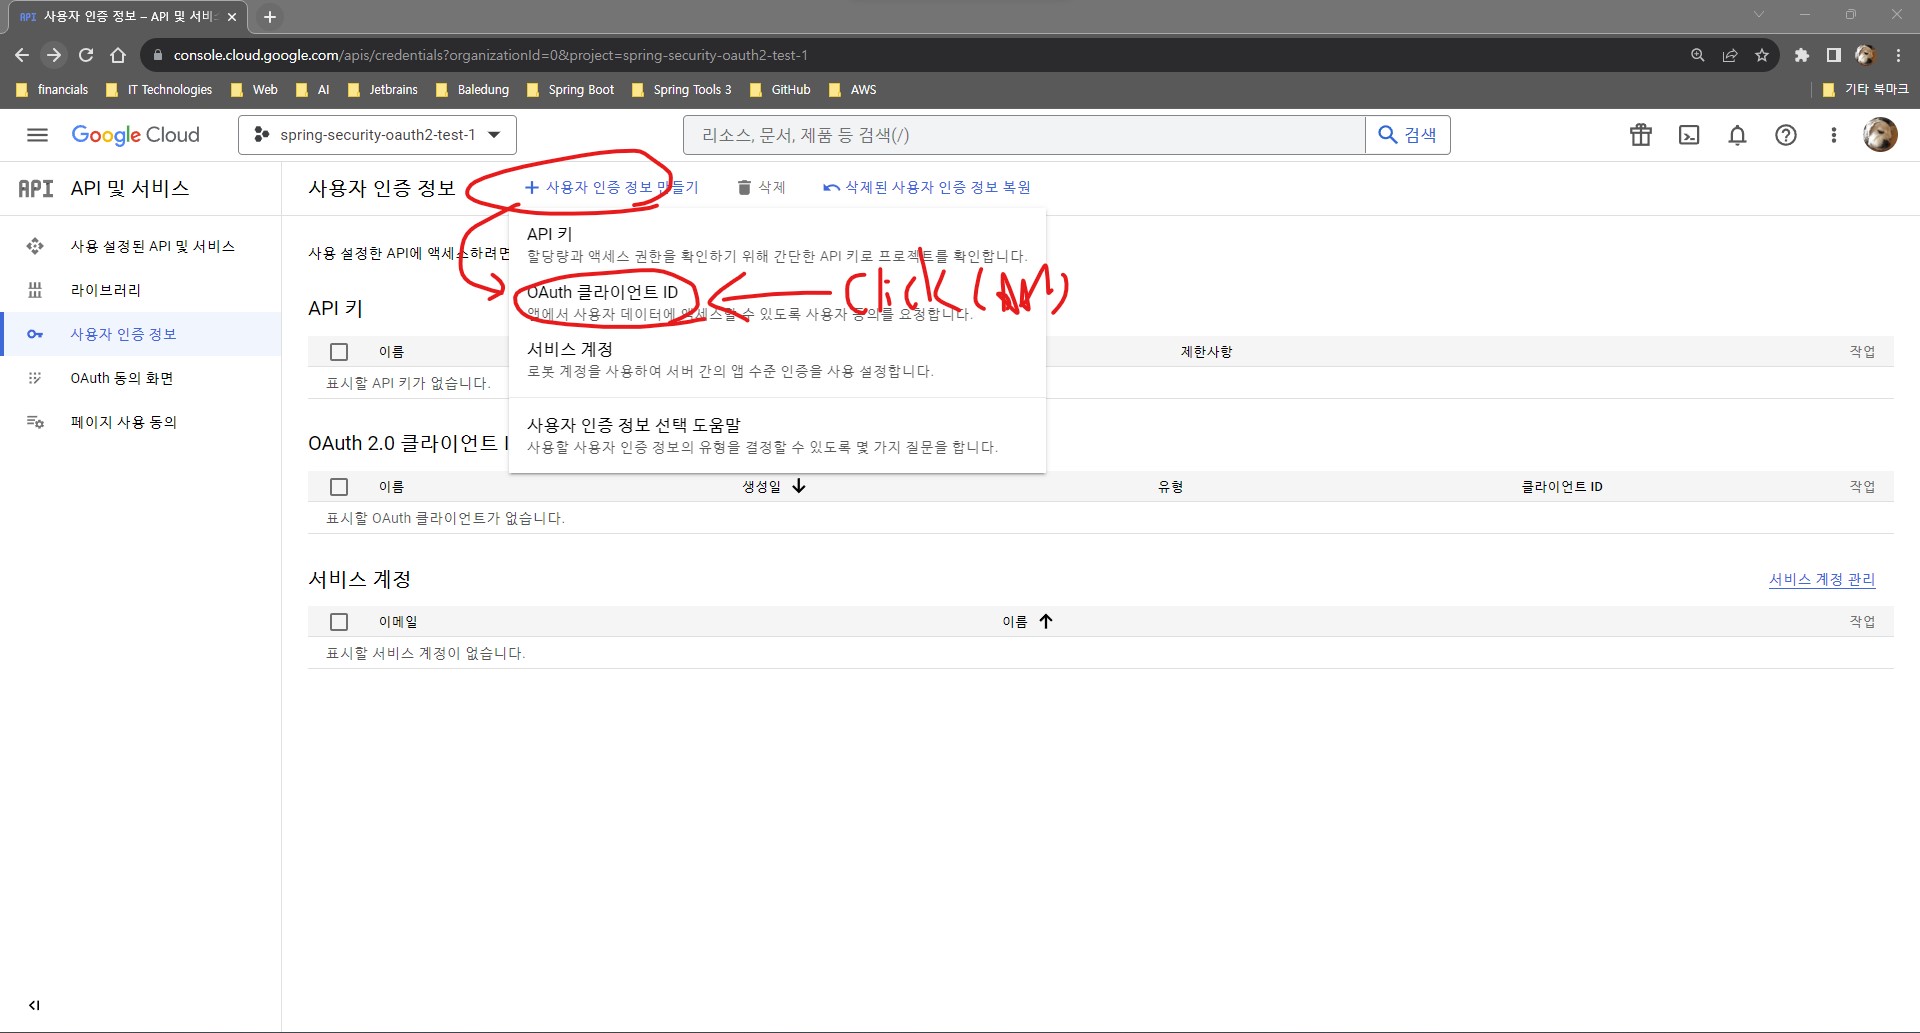 API 사용자 인증 정보 – API 및 서비스
console.cloud.google.com/apis/credentials?organizationId=0&project=spring-security-oauth2-test-1
financials IT Technologies Web AI Jetbrains Baledung Spring Boot Spring Tools 3 GitHub AWS 기타 북마크
Google Cloud spring-security-oauth2-test-1 리소스, 문서, 제품 등 검색(/) 검색
API API 및 서비스
사용자 인증 정보 + 사용자 인증 정보 만들기 삭제 삭제된 사용자 인증 정보 복원
사용 설정된 API 및 서비스
라이브러리
사용자 인증 정보
OAuth 동의 화면
페이지 사용 동의
사용 설정한 API에 액세스하려면
API 키
할당량과 액세스 권한을 확인하기 위해 간단한 API 키로 프로젝트를 확인합니다.
OAuth 클라이언트 ID
앱에서 사용자 데이터에 액세스할 수 있도록 사용자 동의를 요청합니다.
Click
서비스 계정
로봇 계정을 사용하여 서버 간의 앱 수준 인증을 사용 설정합니다.
사용자 인증 정보 선택 도움말
사용할 사용자 인증 정보의 유형을 결정할 수 있도록 몇 가지 질문을 합니다.
API 키
이름 제한사항 작업
표시할 API 키가 없습니다.
OAuth 2.0 클라이언트 I
이름 생성일 유형 클라이언트 ID 작업
표시할 OAuth 클라이언트가 없습니다.
서비스 계정 서비스 계정 관리
이메일 이름 작업
표시할 서비스 계정이 없습니다.